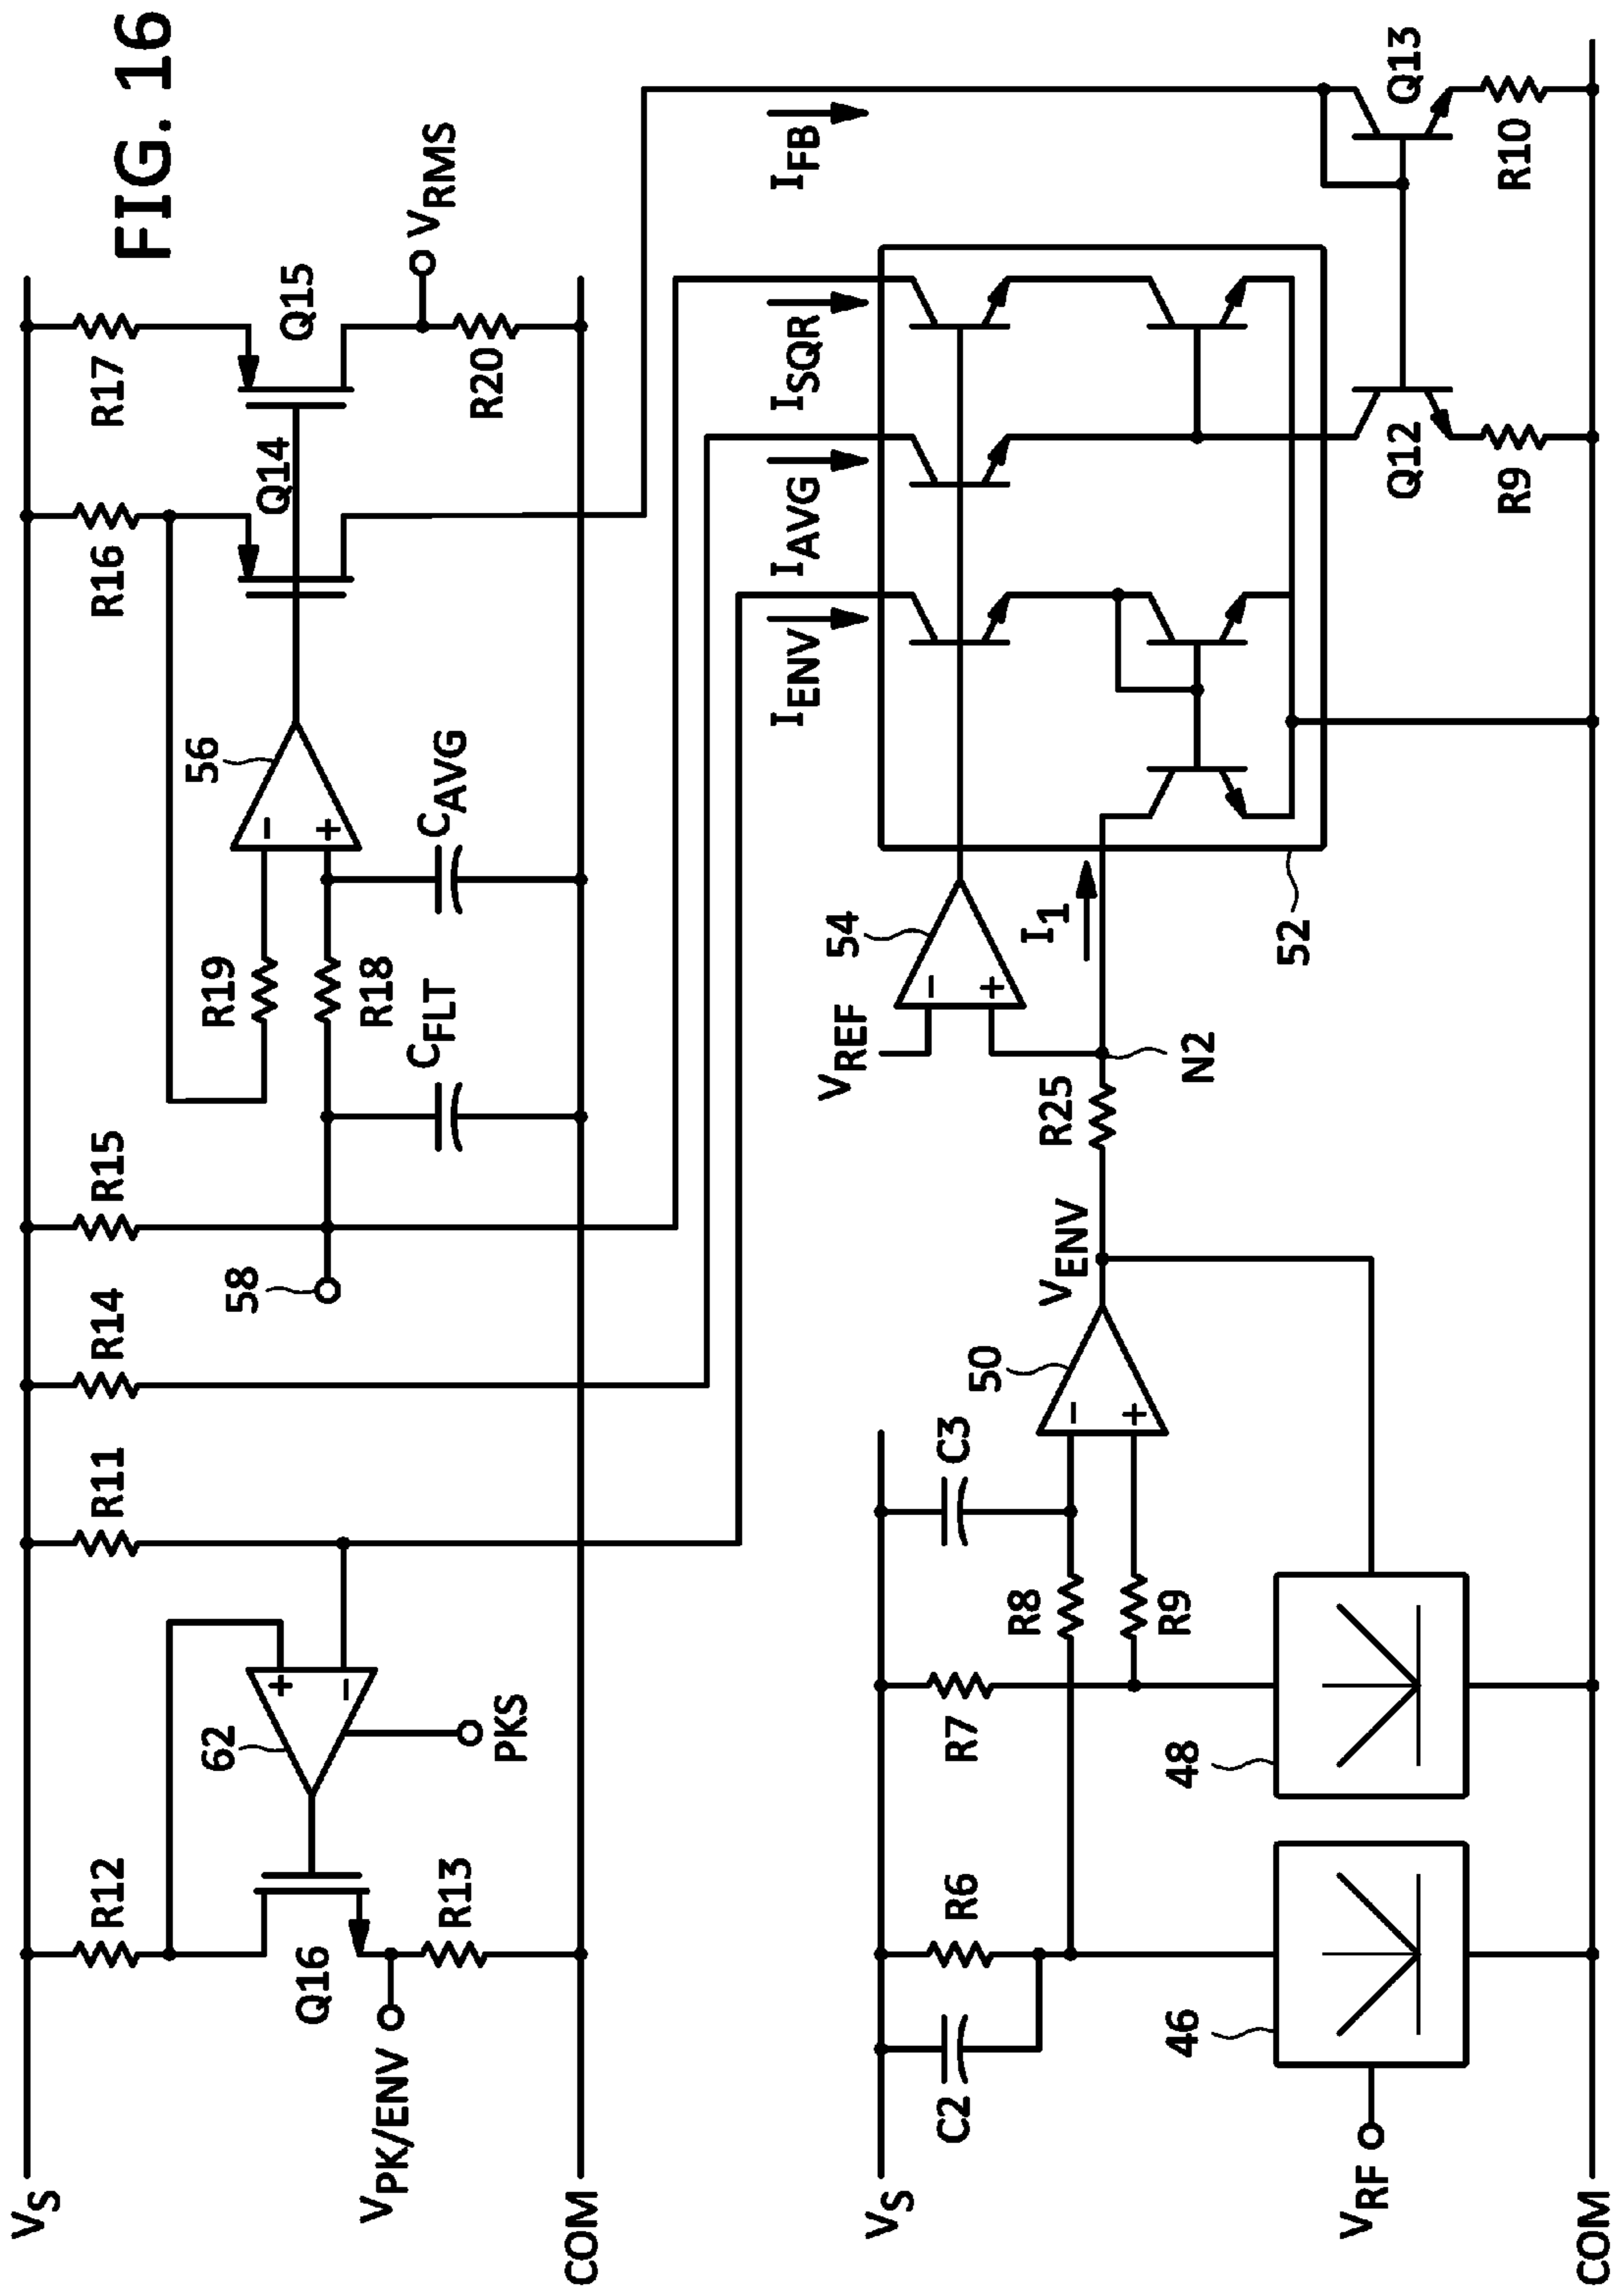 FIG. 16
VS
R12
R11
R14
R15
R16
R17
62
+
−
Q16
PKS
VPK/ENV
R13
58
R19
R18
CFLT
CAVG
56
−
+
Q14
Q15
VRMS
R20
COM
IENV
IAVG
ISQR
IFB
VS
C2
R6
R7
R8
R9
C3
50
−
+
VENV
R25
N2
VREF
54
−
+
I1
52
VRF
46
48
Q12
Q13
R9
R10
COM